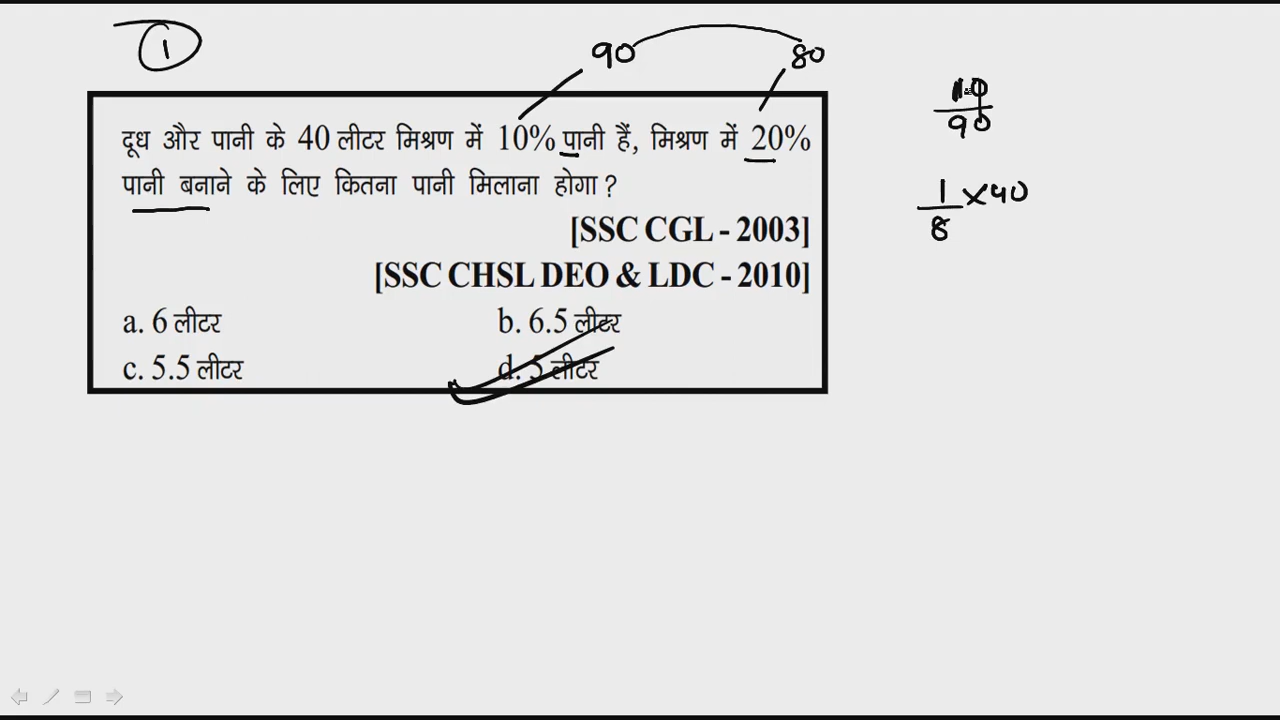 1
90 80
दूध और पानी के 40 लीटर मिश्रण में 10% पानी हैं, मिश्रण में 20%
पानी बनाने के लिए कितना पानी मिलाना होगा ?
[SSC CGL - 2003]
[SSC CHSL DEO & LDC - 2010]
a. 6 लीटर b. 6.5 लीटर
c. 5.5 लीटर d. 5 लीटर
10
90
1 × 40
8